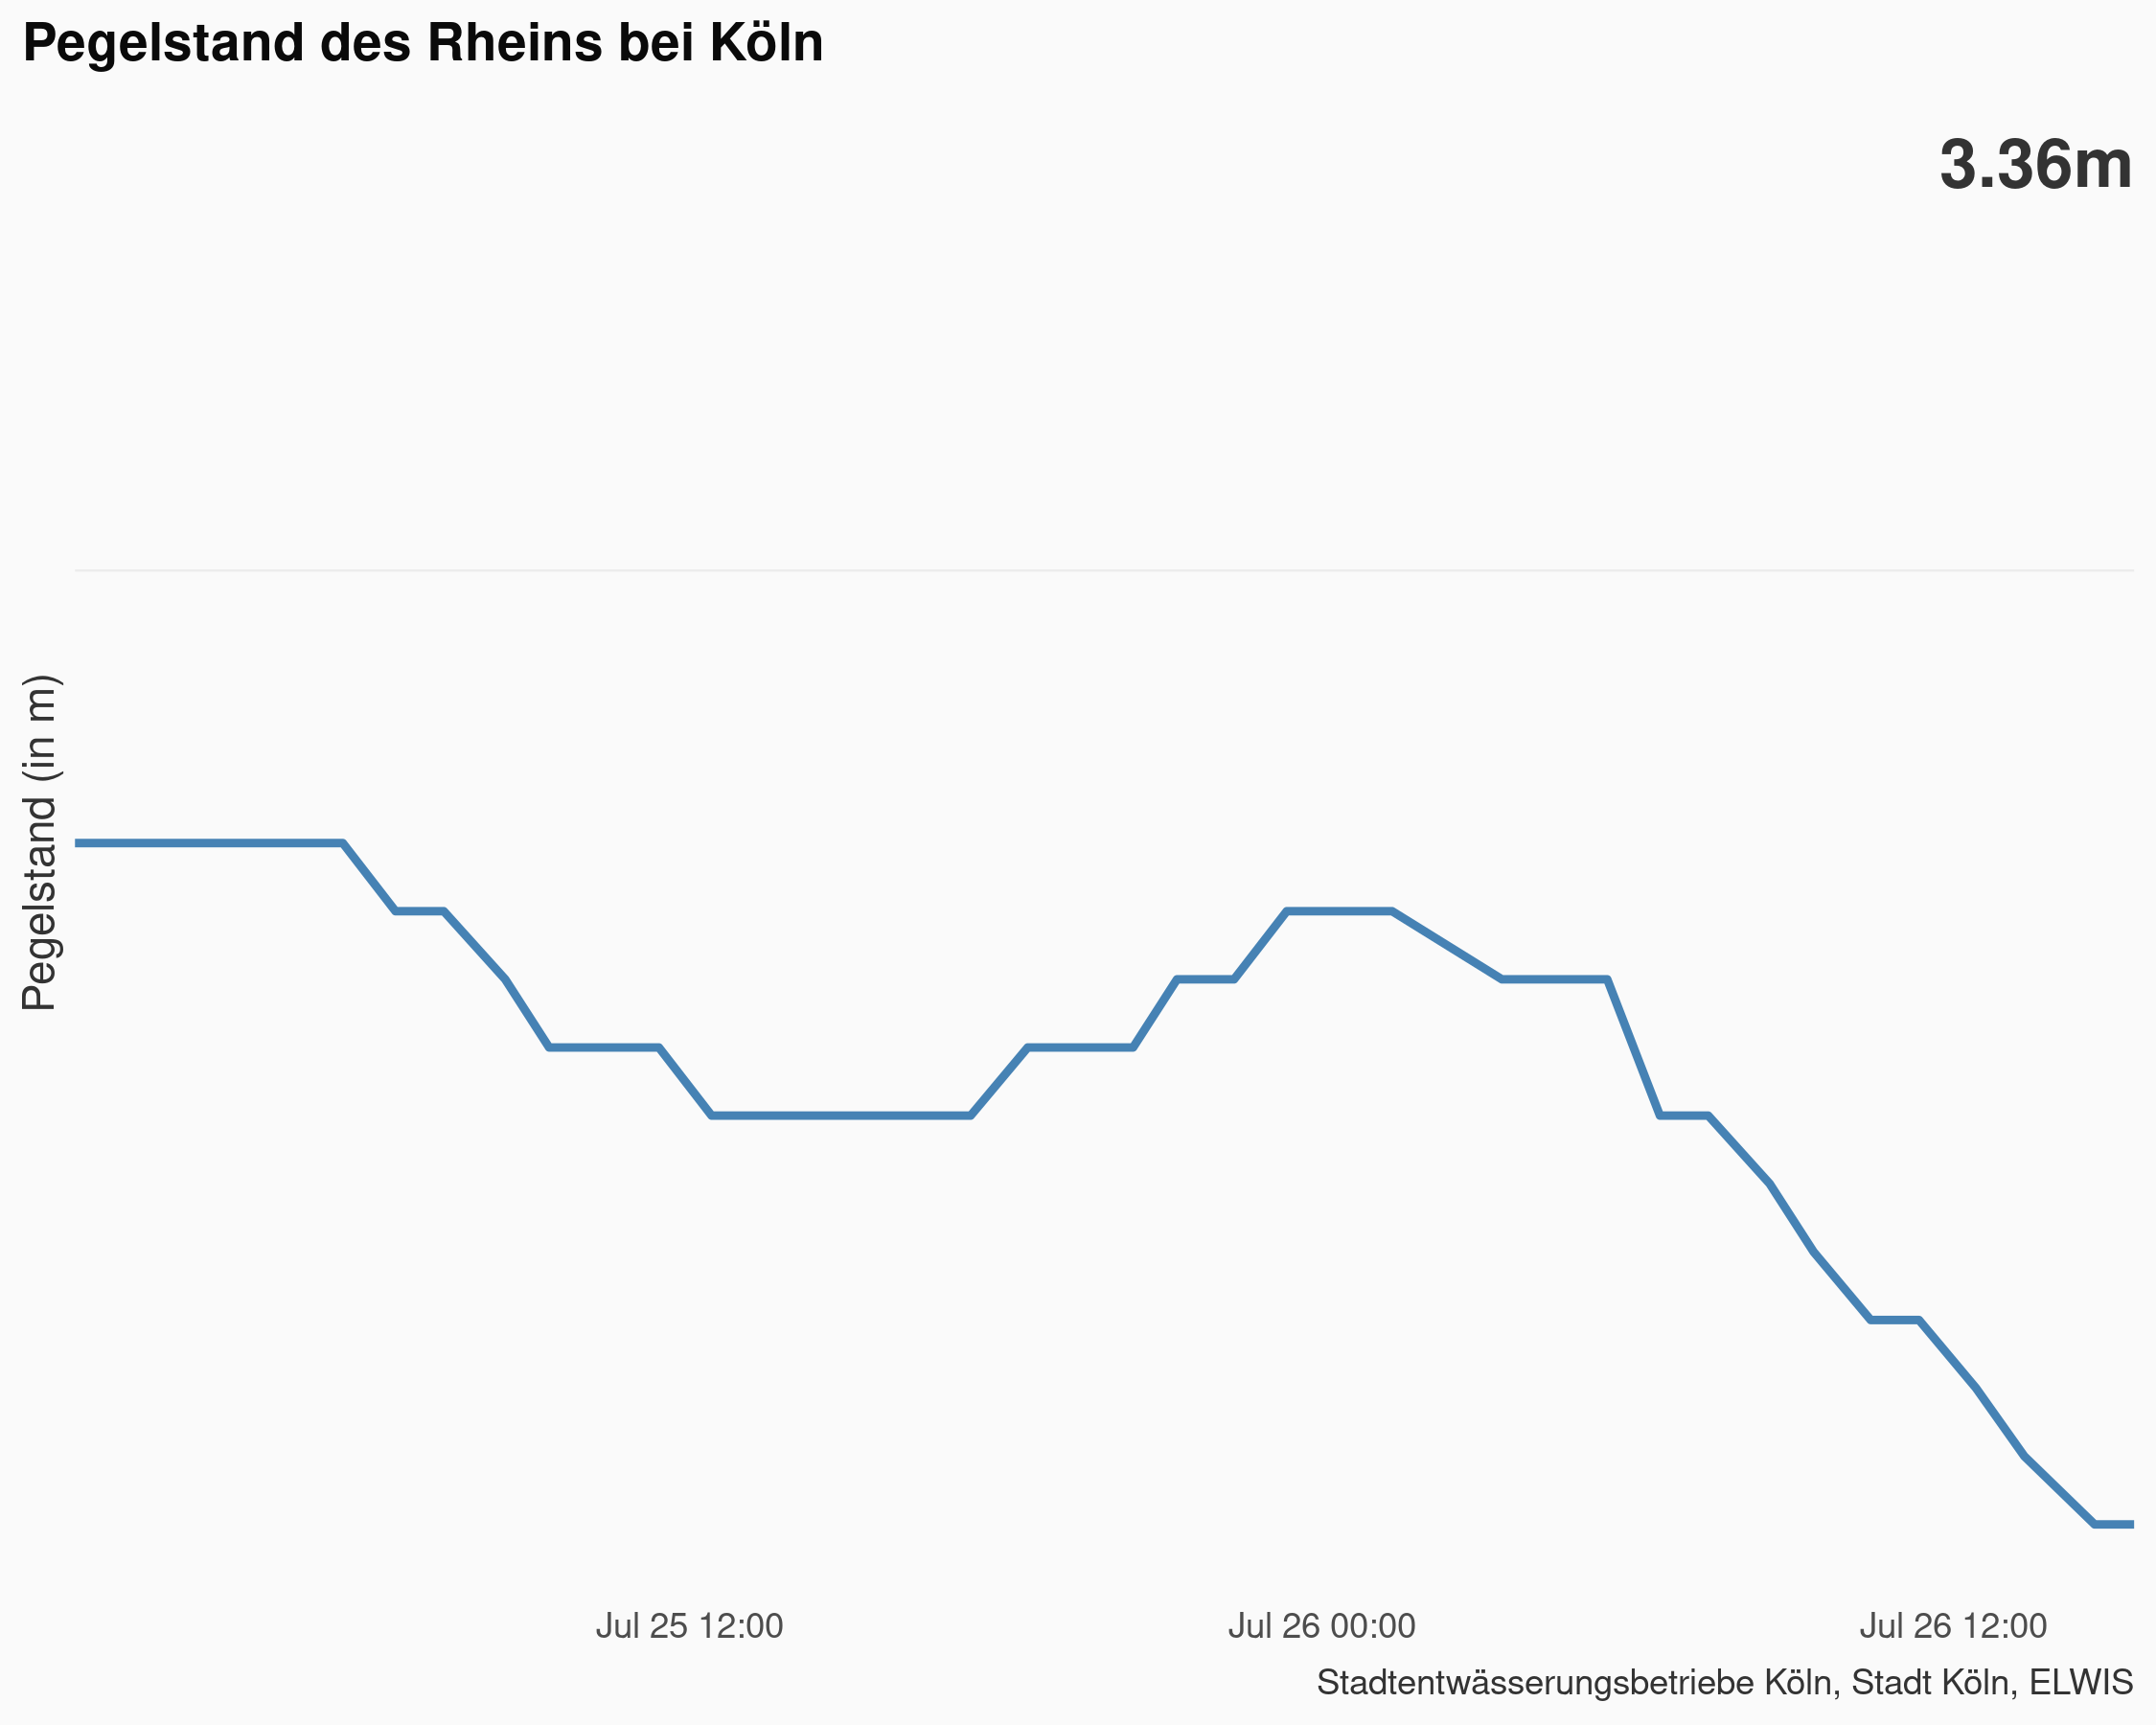 Pegelstand des Rheins bei Köln
3.36m
Pegelstand (in m)
Jul 25 12:00
Jul 26 00:00
Jul 26 12:00
Stadtentwässerungsbetriebe Köln, Stadt Köln, ELWIS